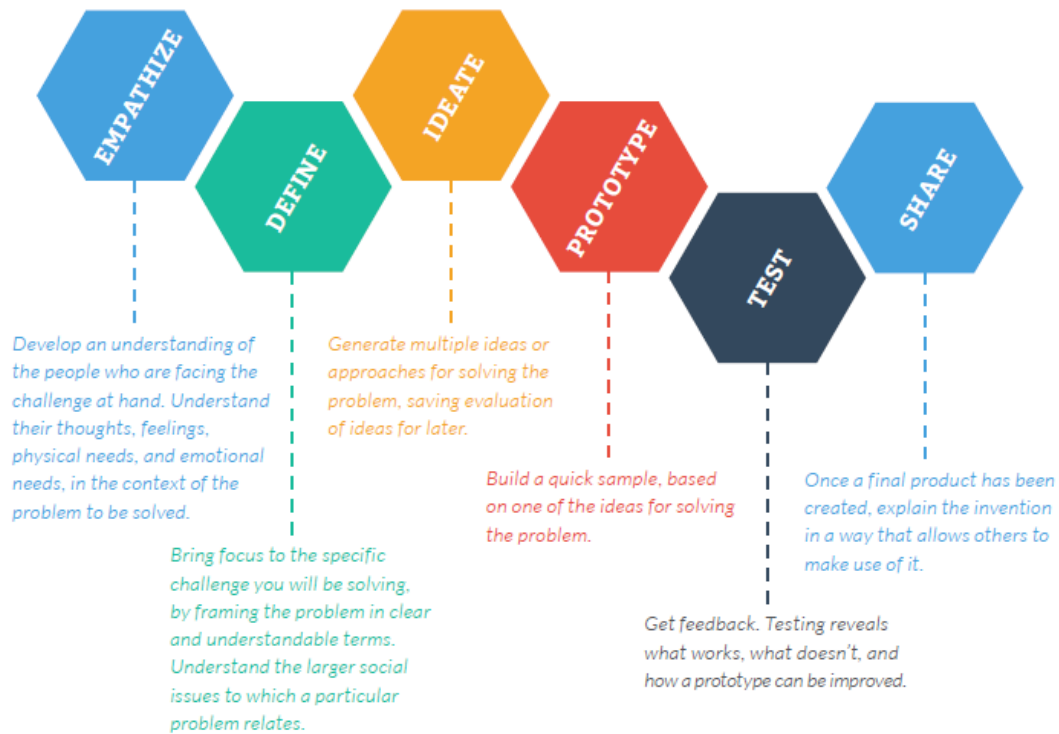 EMPATHIZE
Develop an understanding of
the people who are facing the
challenge at hand. Understand
their thoughts, feelings,
physical needs, and emotional
needs, in the context of the
problem to be solved.
DEFINE
Bring focus to the specific
challenge you will be solving,
by framing the problem in clear
and understandable terms.
Understand the larger social
issues to which a particular
problem relates.
IDEATE
Generate multiple ideas or
approaches for solving the
problem, saving evaluation
of ideas for later.
PROTOTYPE
Build a quick sample, based
on one of the ideas for solving
the problem.
TEST
Get feedback. Testing reveals
what works, what doesn't, and
how a prototype can be improved.
SHARE
Once a final product has been
created, explain the invention
in a way that allows others to
make use of it.